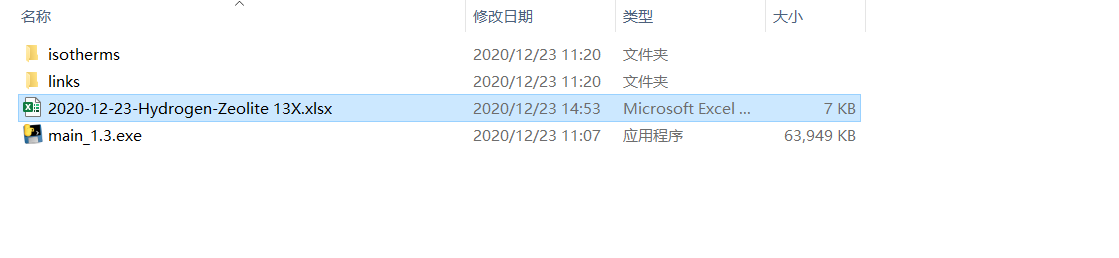 名称 修改日期 类型 大小
isotherms 2020/12/23 11:20 文件夹
links 2020/12/23 11:20 文件夹
2020-12-23-Hydrogen-Zeolite 13X.xlsx 2020/12/23 14:53 Microsoft Excel ... 7 KB
main_1.3.exe 2020/12/23 11:07 应用程序 63,949 KB